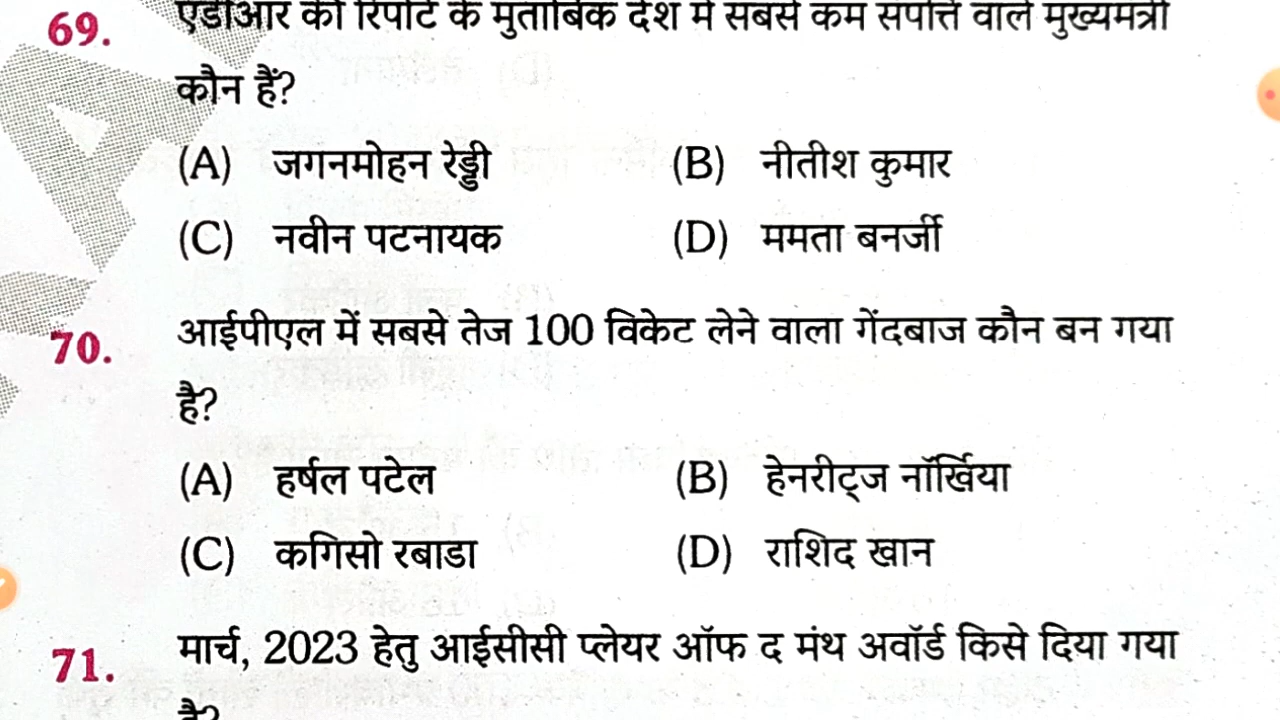 69. एडीआर की रिपोर्ट के मुताबिक देश में सबसे कम संपत्ति वाले मुख्यमंत्री
कौन हैं?
(A) जगनमोहन रेड्डी (B) नीतीश कुमार
(C) नवीन पटनायक (D) ममता बनर्जी
70. आईपीएल में सबसे तेज 100 विकेट लेने वाला गेंदबाज कौन बन गया
है?
(A) हर्षल पटेल (B) हेनरीट्ज नॉर्खिया
(C) कगिसो रबाडा (D) राशिद खान
71. मार्च, 2023 हेतु आईसीसी प्लेयर ऑफ द मंथ अवॉर्ड किसे दिया गया
है?